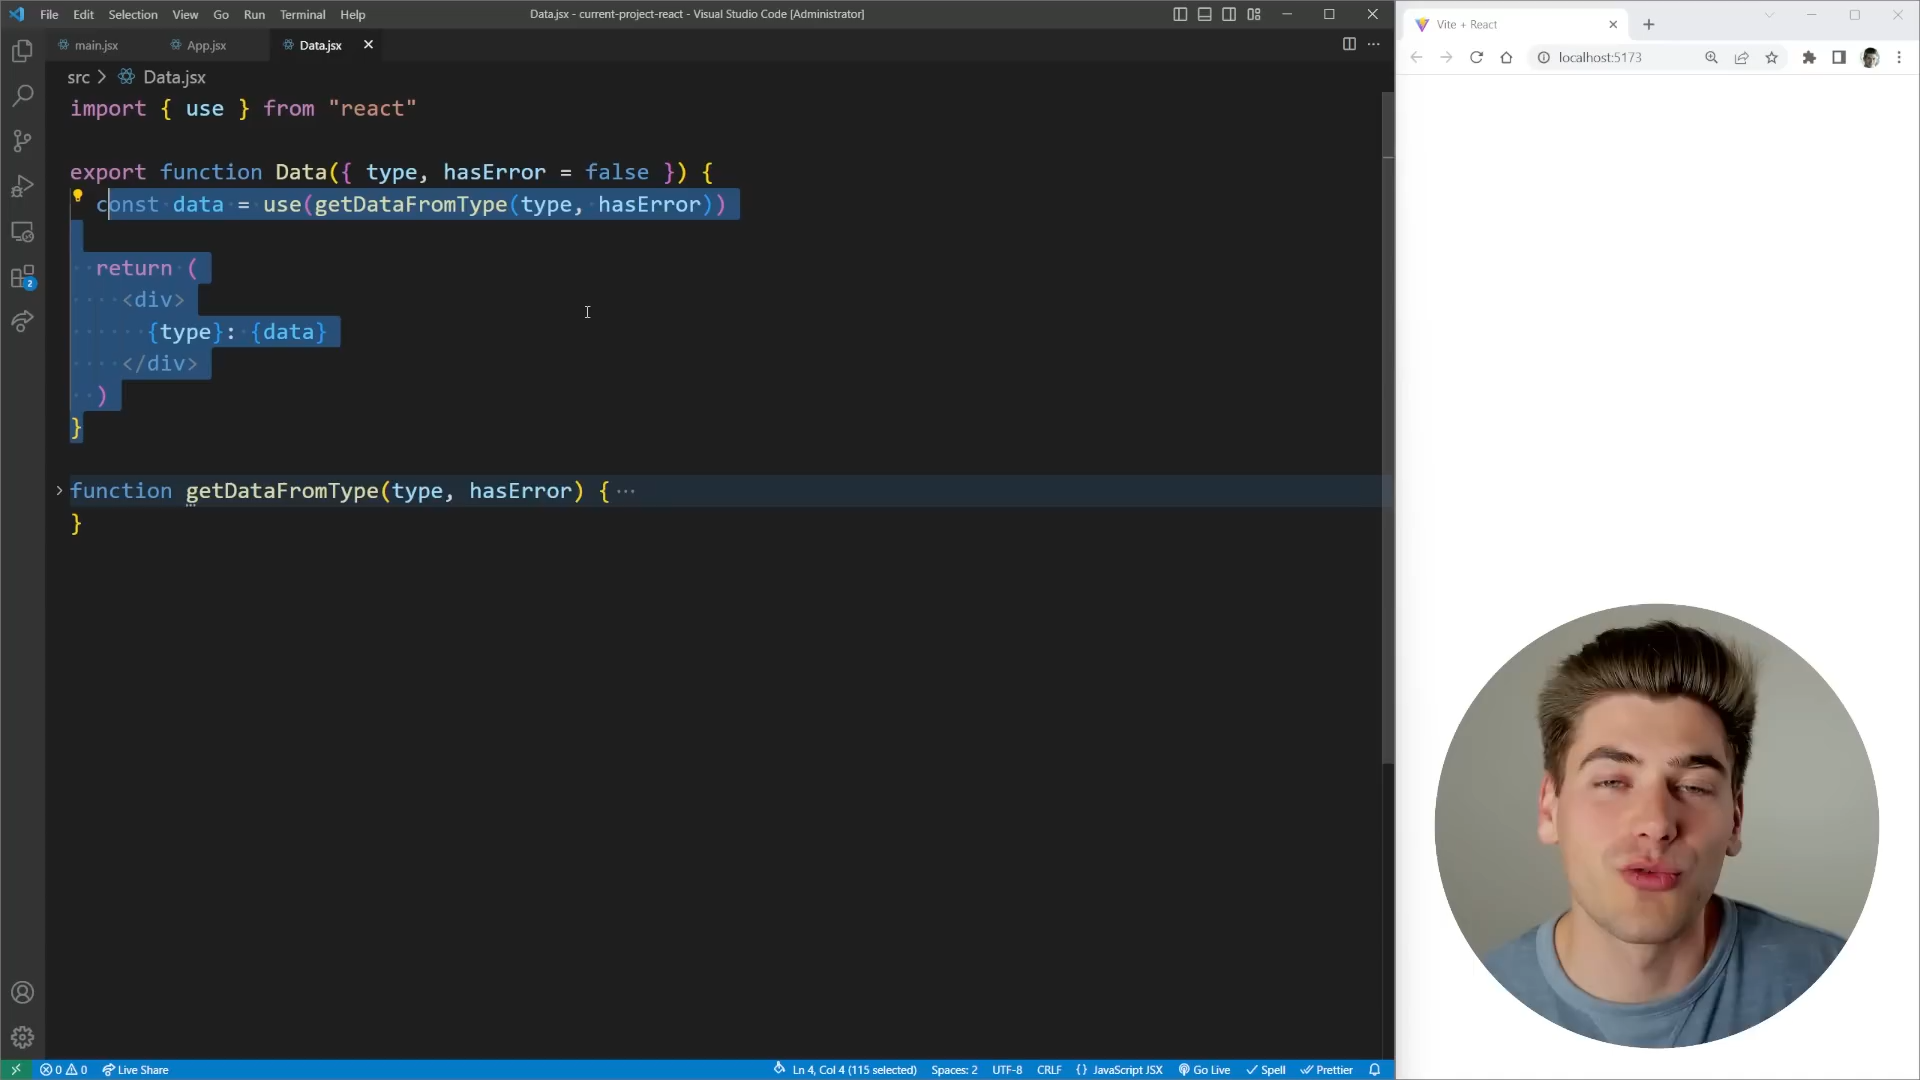 File Edit Selection View Go Run Terminal Help
Data.jsx - current-project-react - Visual Studio Code [Administrator]
main.jsx
App.jsx
Data.jsx
src > Data.jsx
import { use } from "react"
export function Data({ type, hasError = false }) {
const data = use(getDataFromType(type, hasError))
return (
<div>
{type}: {data}
</div>
)
}
function getDataFromType(type, hasError) { ···
}
2
0 0 Live Share
Ln 4, Col 4 (115 selected) Spaces: 2 UTF-8 CRLF {} JavaScript JSX Go Live Spell Prettier
Vite + React
localhost:5173